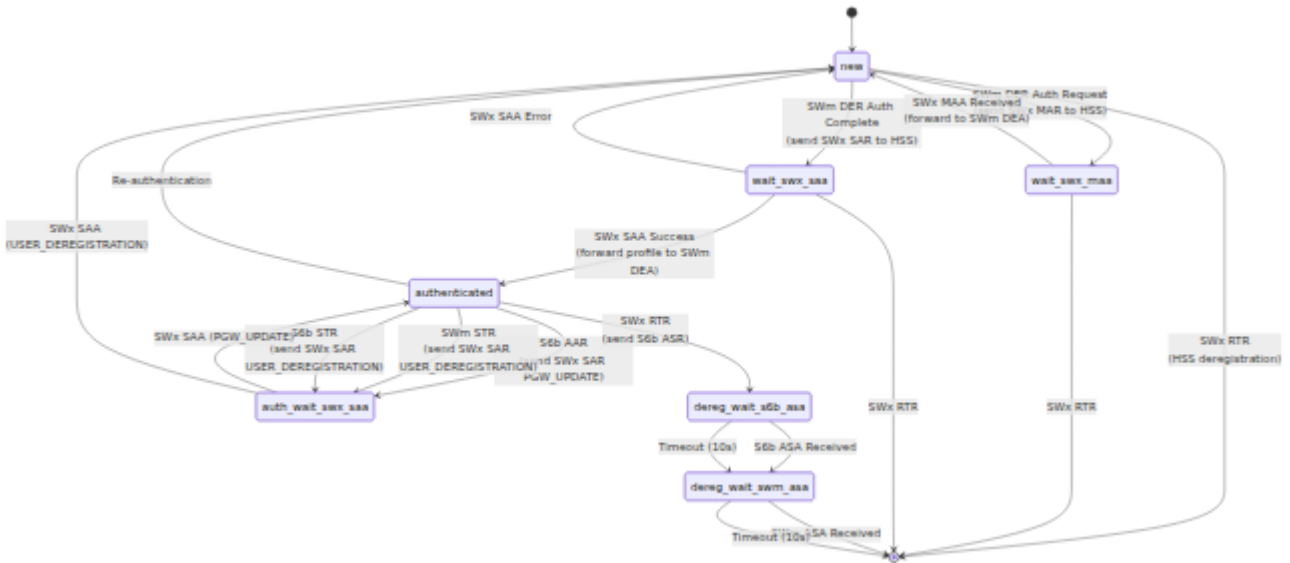 new
SWx SAA Error
SWm DER Auth
Complete
(send SWx SAR to HSS)
SWx MAA Received
(forward to SWm DEA)
DER Auth Request
MAR to HSS)
wait_swx_saa
wait_swx_maa
Re-authentication
SWx SAA
(USER_DEREGISTRATION)
SWx SAA Success
(forward profile to SWm
DEA)
authenticated
SWx SAA (PGW_UPDATE)
S6b STR
(send SWx SAR
USER_DEREGISTRATION)
SWm STR
(send SWx SAR
USER_DEREGISTRATION)
S6b AAR
SWx SAR
PGW_UPDATE)
SWx RTR
(send S6b ASR)
SWx RTR
(HSS deregistration)
auth_wait_swx_saa
dereg_wait_s6b_asa
SWx RTR
SWx RTR
Timeout (10s)
S6b ASA Received
dereg_wait_swm_asa
Timeout (10s)
ASA Received